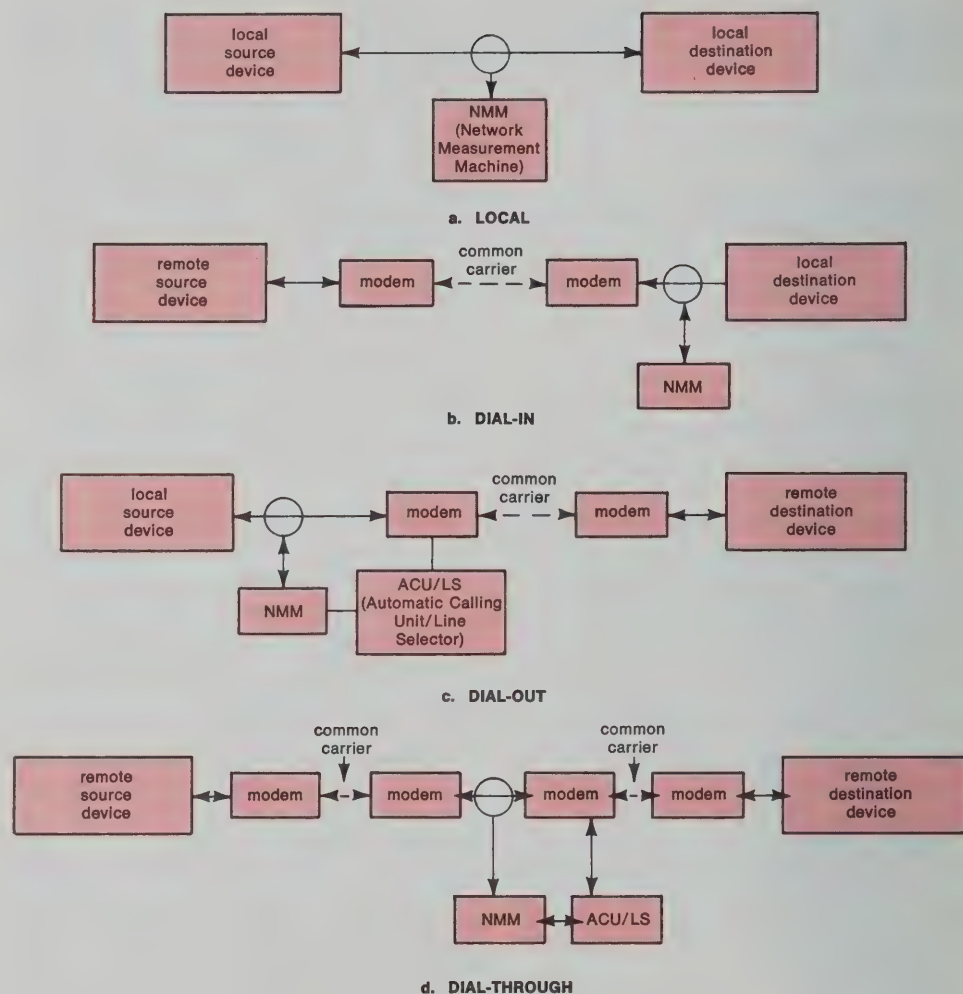 local
source
device
local
destination
device
NMM
(Network
Measurement
Machine)
a. LOCAL
remote
source
device
modem
common
carrier
modem
local
destination
device
NMM
b. DIAL-IN
local
source
device
NMM
modem
ACU/LS
(Automatic Calling
Unit/Line
Selector)
common
carrier
modem
remote
destination
device
c. DIAL-OUT
remote
source
device
modem
common
carrier
modem
modem
common
carrier
modem
remote
destination
device
NMM
ACU/LS
d. DIAL-THROUGH